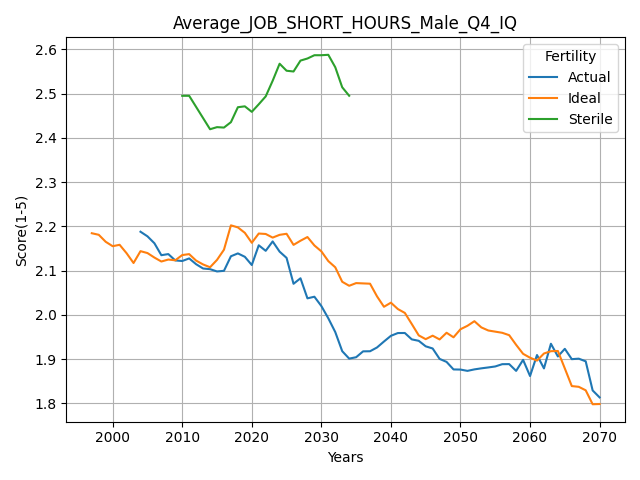 Average_JOB_SHORT_HOURS_Male_Q4_IQ
Score(1-5)
2.6
2.5
2.4
2.3
2.2
2.1
2.0
1.9
1.8
Fertility
Actual
Ideal
Sterile
2000 2010 2020 2030 2040 2050 2060 2070
Years